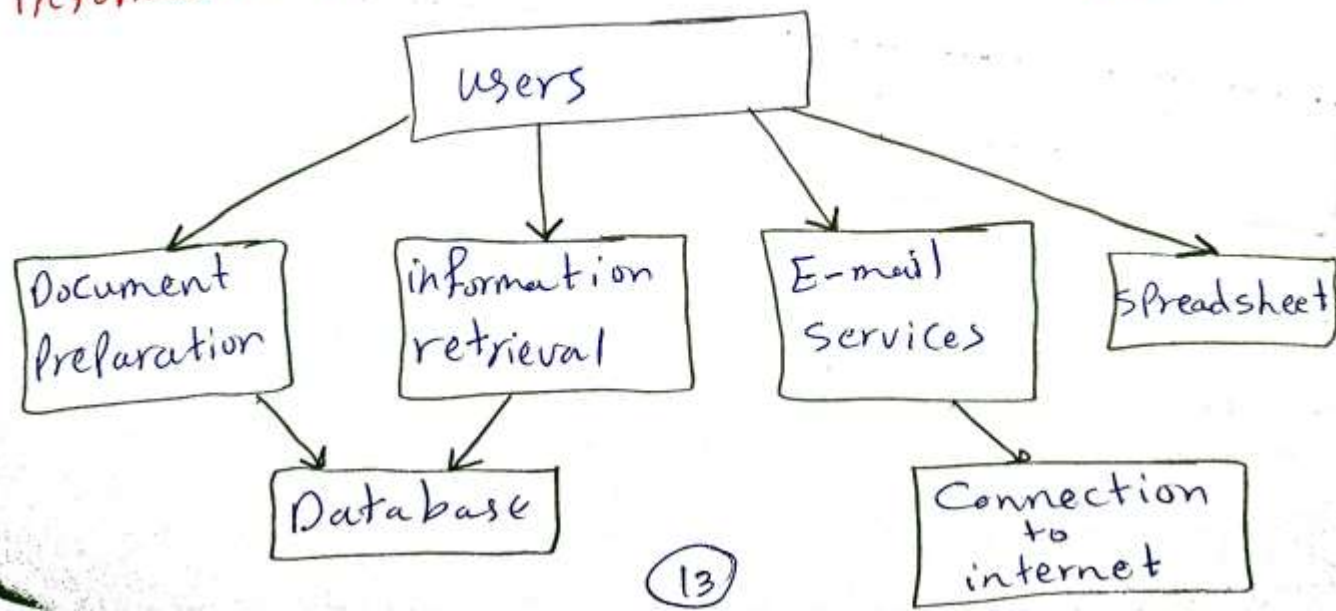 users
Document
Preparation
information
retrieval
E-mail
services
spreadsheet
Database
Connection
to
internet
13